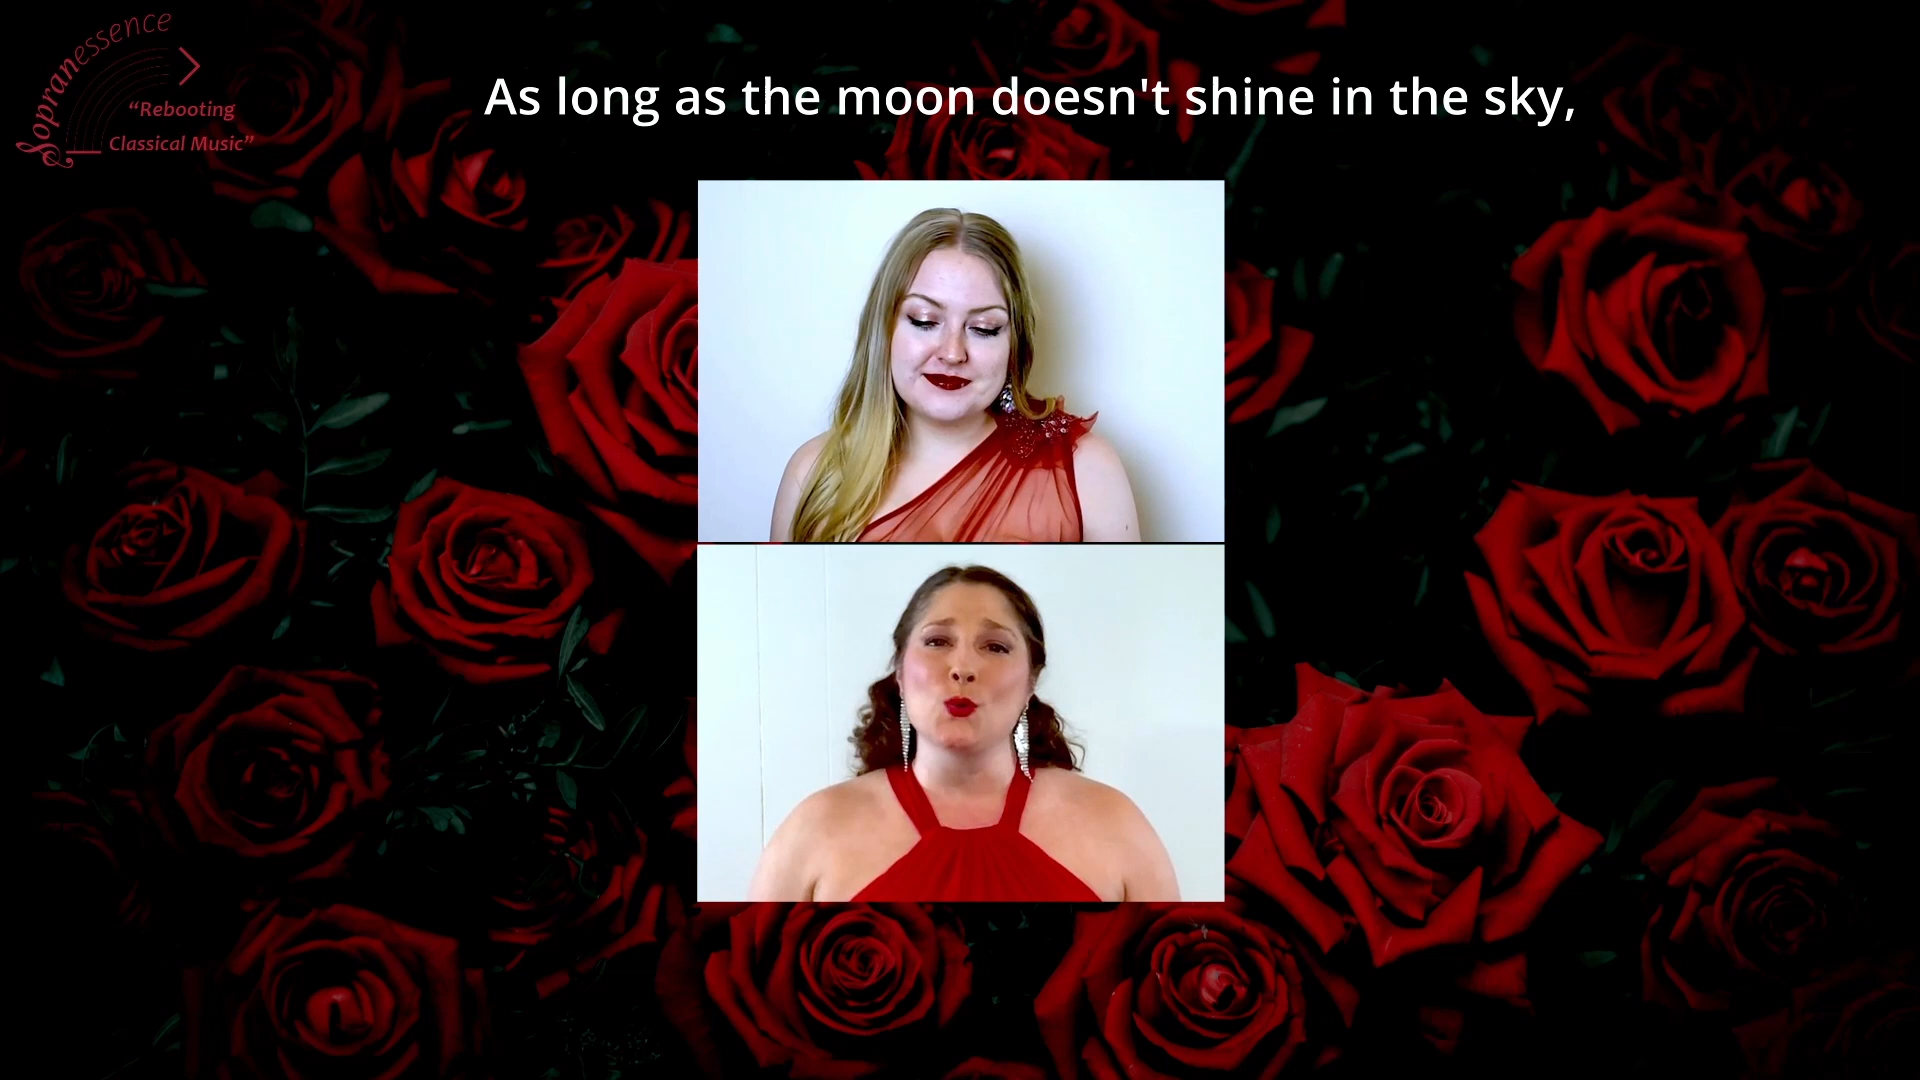 Sopranessence
“Rebooting
Classical Music”
As long as the moon doesn't shine in the sky,